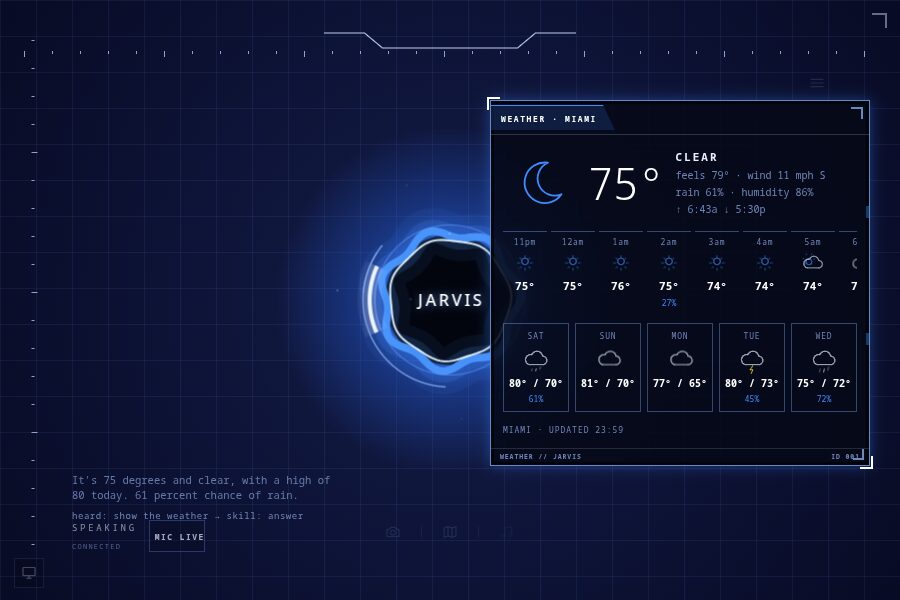 WEATHER · MIAMI
75°
CLEAR
feels 79° · wind 11 mph S
rain 61% · humidity 86%
↑ 6:43a ↓ 5:30p
11pm 12am 1am 2am 3am 4am 5am 6
75° 75° 76° 75° 74° 74° 74° 7
27%
JARVIS
SAT SUN MON TUE WED
80° / 70° 81° / 70° 77° / 65° 80° / 73° 75° / 72°
61% 45% 72%
MIAMI · UPDATED 23:59
WEATHER // JARVIS ID 001
It's 75 degrees and clear, with a high of
80 today. 61 percent chance of rain.
heard: show the weather → skill: answer
SPEAKING
MIC LIVE
CONNECTED